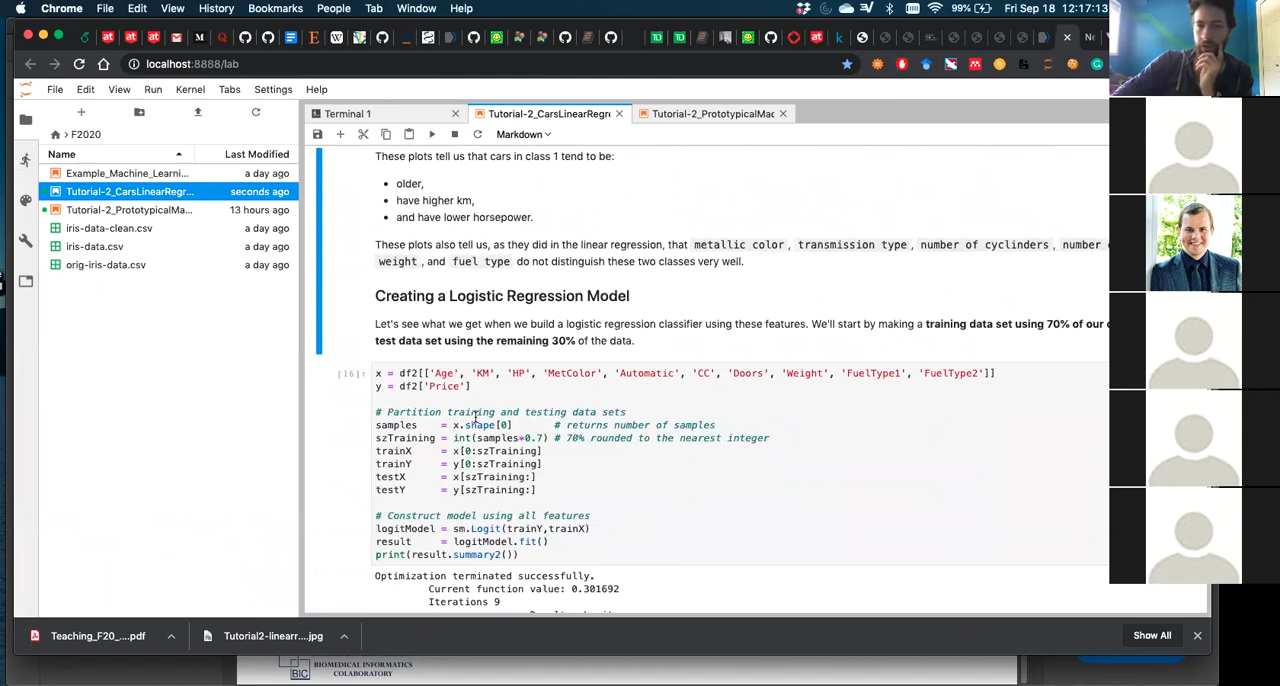 Chrome File Edit View History Bookmarks People Tab Window Help 99% Fri Sep 18 12:17:13
localhost:8888/lab
File Edit View Run Kernel Tabs Settings Help
Terminal 1 Tutorial-2_CarsLinearRegre Tutorial-2_PrototypicalMac
Markdown
F2020
Name Last Modified
Example_Machine_Learni... a day ago
Tutorial-2_CarsLinearRegr... seconds ago
Tutorial-2_PrototypicalMa... 13 hours ago
iris-data-clean.csv a day ago
iris-data.csv a day ago
orig-iris-data.csv a day ago
These plots tell us that cars in class 1 tend to be:
• older,
• have higher km,
• and have lower horsepower.
These plots also tell us, as they did in the linear regression, that metallic color, transmission type, number of cyclinders, number
weight, and fuel type do not distinguish these two classes very well.
Creating a Logistic Regression Model
Let's see what we get when we build a logistic regression classifier using these features. We'll start by making a training data set using 70% of our
test data set using the remaining 30% of the data.
[16]: x = df2[['Age', 'KM', 'HP', 'MetColor', 'Automatic', 'CC', 'Doors', 'Weight', 'FuelType1', 'FuelType2']]
y = df2['Price']
# Partition training and testing data sets
samples = x.shape[0] # returns number of samples
szTraining = int(samples*0.7) # 70% rounded to the nearest integer
trainX = x[0:szTraining]
trainY = y[0:szTraining]
testX = x[szTraining:]
testY = y[szTraining:]
# Construct model using all features
logitModel = sm.Logit(trainY,trainX)
result = logitModel.fit()
print(result.summary2())
Optimization terminated successfully.
Current function value: 0.301692
Iterations 9
Teaching_F20_....pdf Tutorial2-linearr....jpg Show All
BIOMEDICAL INFORMATICS
BIC COLABORATORY